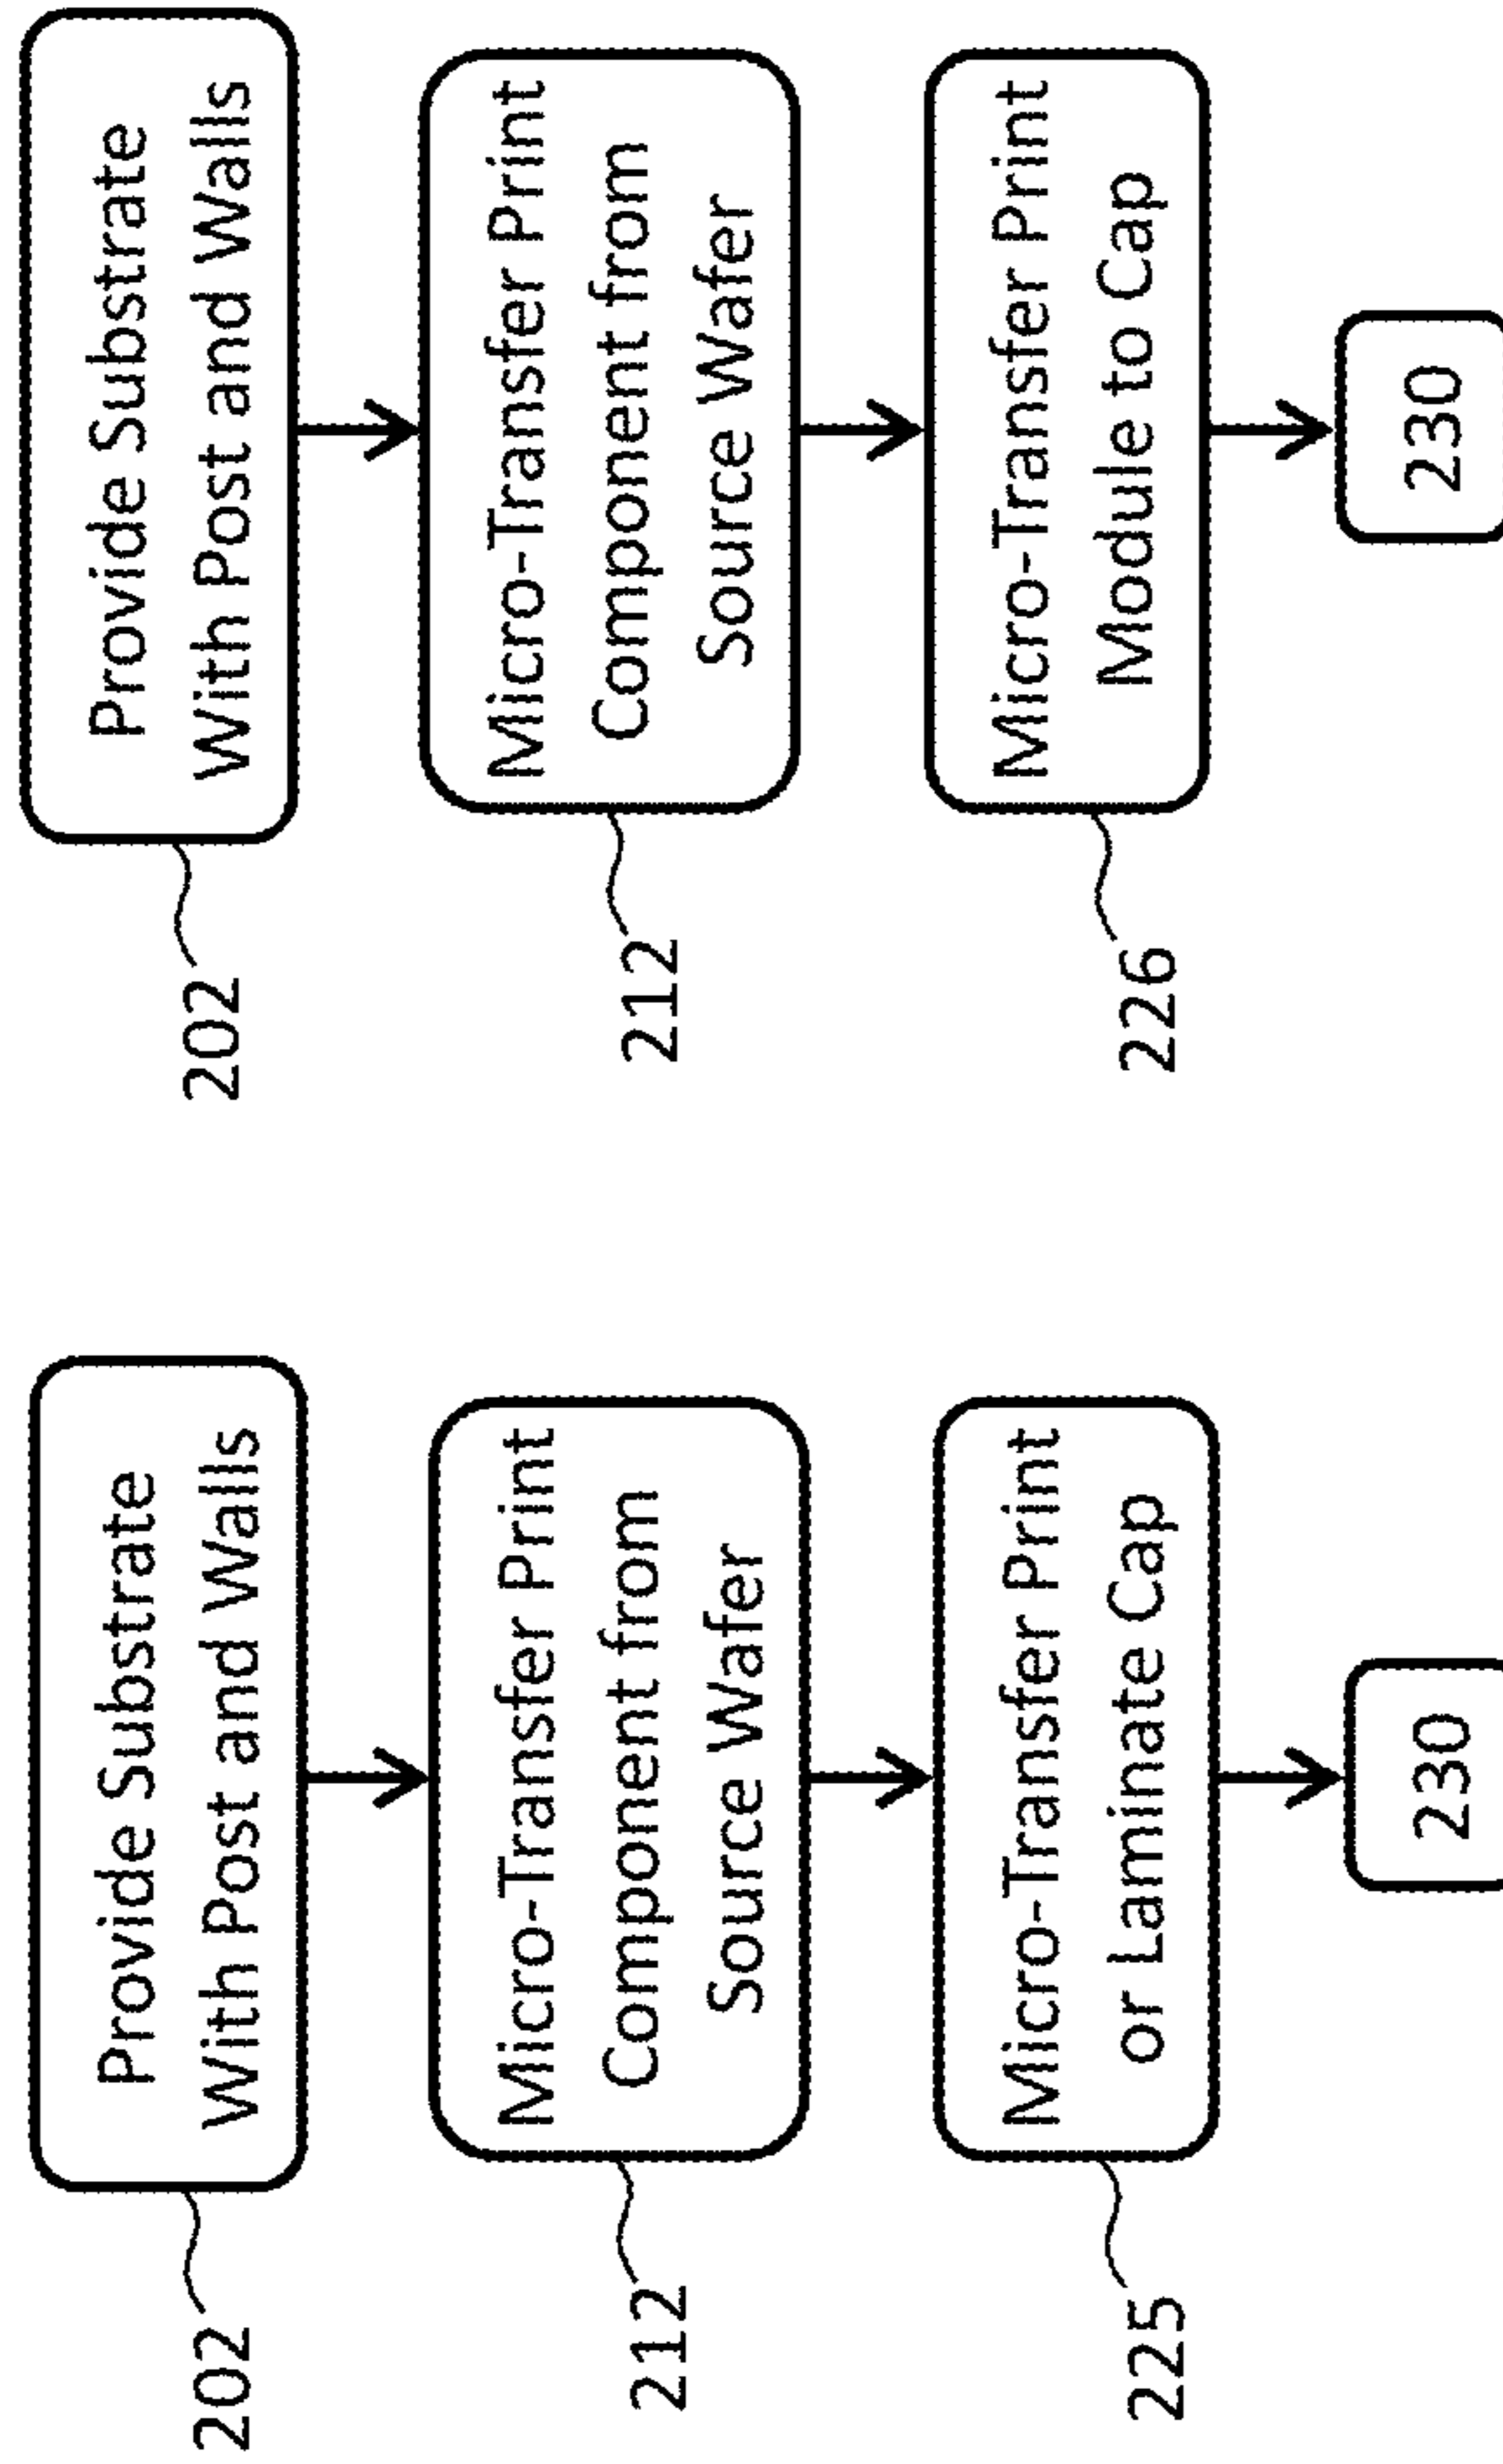 202
Provide Substrate
With Post and Walls
212
Micro-Transfer Print
Component from
Source Wafer
225
Micro-Transfer Print
or Laminate Cap
230
202
Provide Substrate
With Post and Walls
212
Micro-Transfer Print
Component from
Source Wafer
226
Micro-Transfer Print
Module to Cap
230